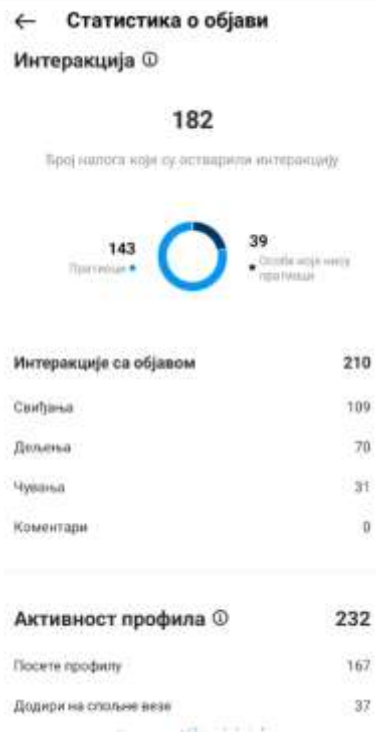 ← Статистика о објави
Интеракција
182
Број налога који су остварили интеракцију
143
Пратиоци
39
Особе које нису
пратиоци
Интеракције са објавом 210
Свиђања 109
Дељења 70
Чувања 31
Коментари 0
Активност профила 232
Посете профилу 167
Додири на спољне везе 37